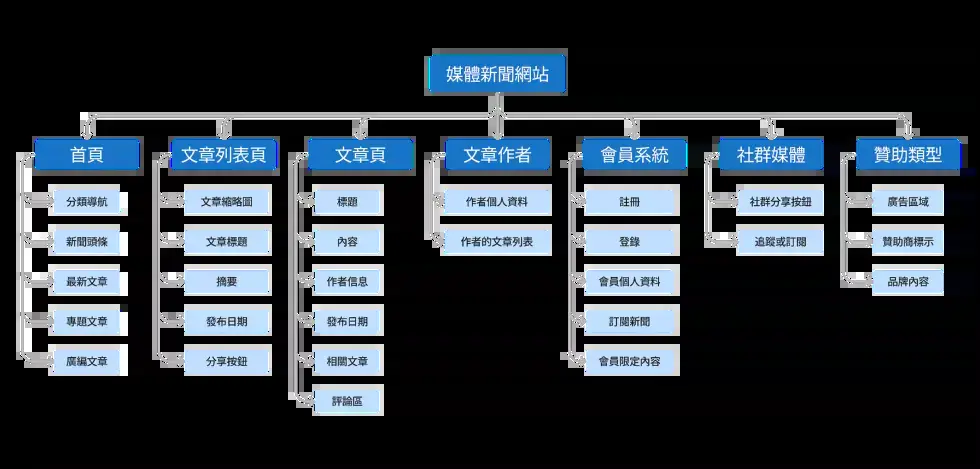 媒體新聞網站
首頁
分類導航
新聞頭條
最新文章
專題文章
廣編文章
文章列表頁
文章縮略圖
文章標題
摘要
發布日期
分享按鈕
文章頁
標題
內容
作者信息
發布日期
相關文章
評論區
文章作者
作者個人資料
作者的文章列表
會員系統
註冊
登錄
會員個人資料
訂閱新聞
會員限定內容
社群媒體
社群分享按鈕
追蹤或訂閱
贊助類型
廣告區域
贊助商標示
品牌內容